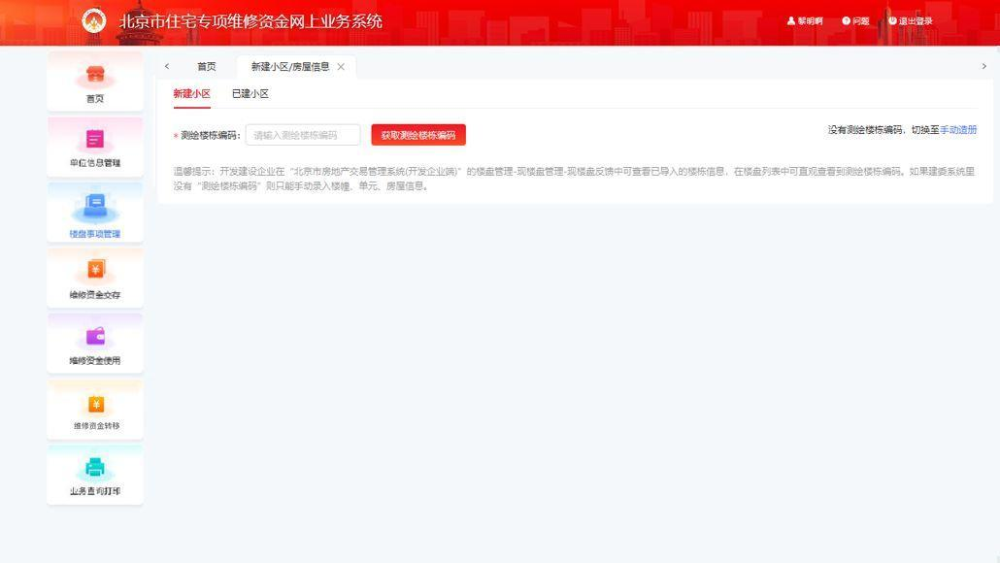 北京市住宅专项维修资金网上业务系统
黎明啊 问题 退出登录
首页 新建小区/房屋信息
首页
单位信息管理
楼盘事项管理
维修资金交存
维修资金使用
维修资金转移
业务查询打印
新建小区 已建小区
* 测绘楼栋编码： 请输入测绘楼栋编码 获取测绘楼栋编码 没有测绘楼栋编码，切换至手动造册
温馨提示：开发建设企业在“北京市房地产交易管理系统(开发企业端)”的楼盘管理-现楼盘管理-现楼盘反馈中可查看已导入的楼栋信息，在楼盘列表中可直观查看到测绘楼栋编码。如果建委系统里
没有“测绘楼栋编码”则只能手动录入楼幢、单元、房屋信息。